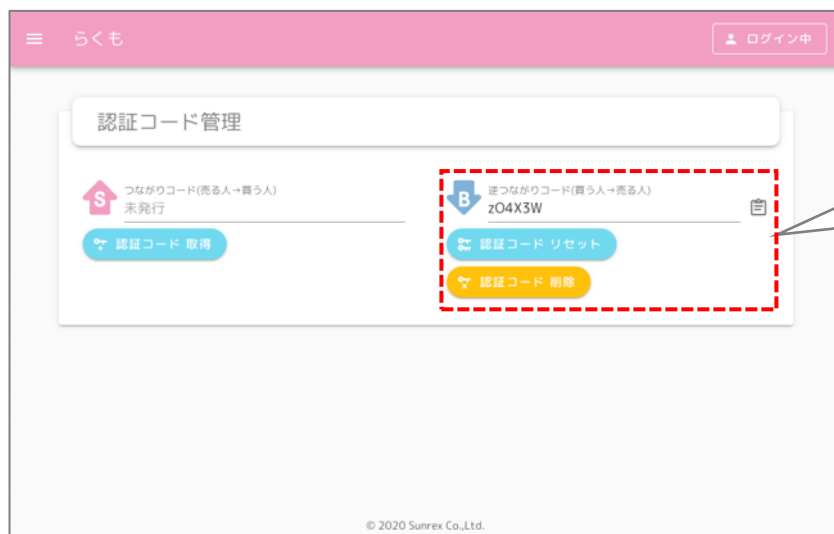 らくも
ログイン中
認証コード管理
S
つながりコード(売る人→買う人)
未発行
認証コード 取得
B
逆つながりコード(買う人→売る人)
zO4X3W
認証コード リセット
認証コード 削除
© 2020 Sunrex Co.,Ltd.